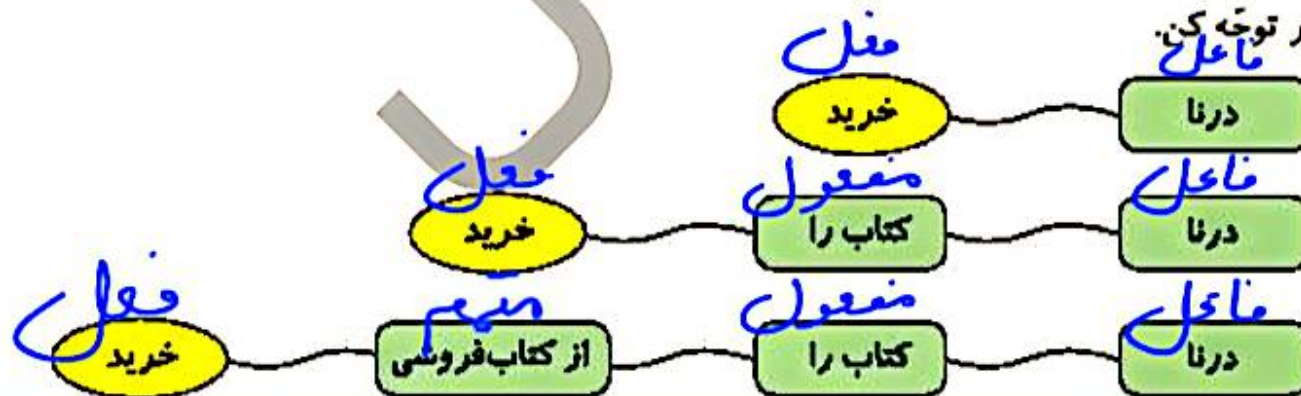 ر توجّه کن.
فاعل فعل
درنا خرید
فاعل مفعول فعل
درنا کتاب را خرید
فاعل مفعول متمم فعل
درنا کتاب را از کتاب‌فروشی خرید